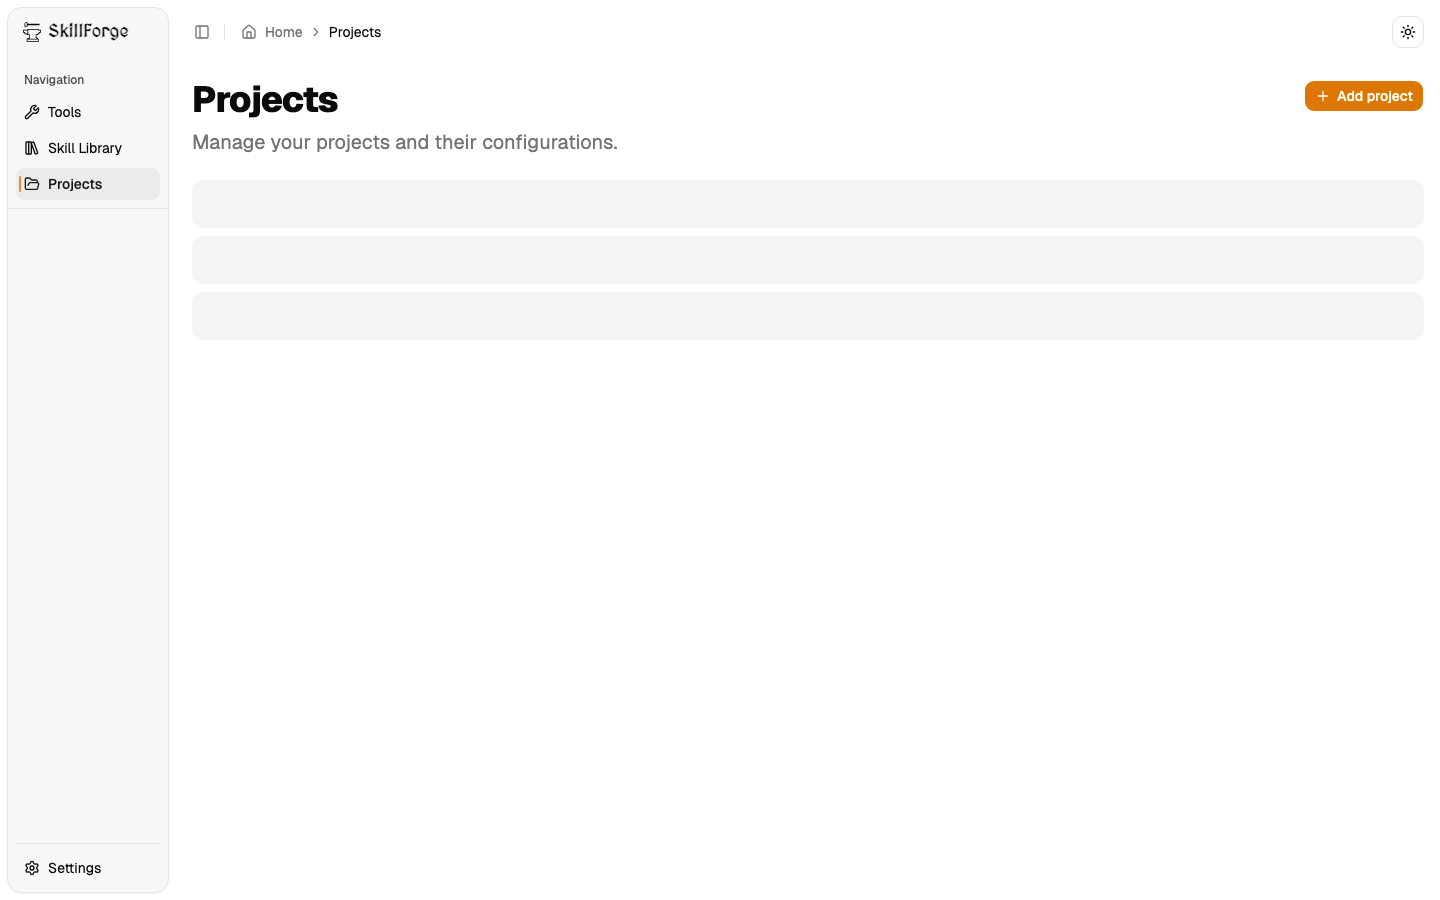 SkillForge
Home
Projects
Navigation
Tools
Skill Library
Projects
Settings
Projects
Add project
Manage your projects and their configurations.